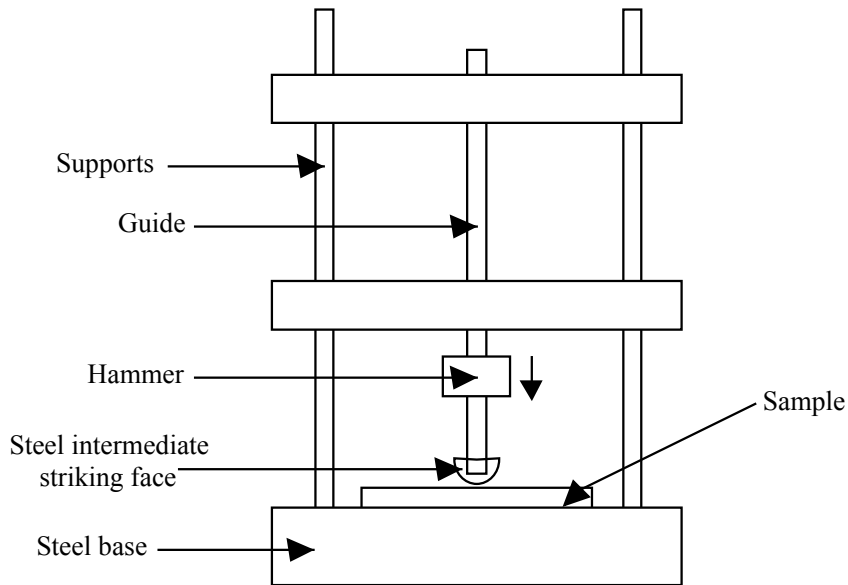 Supports
Guide
Hammer
Sample
Steel intermediate
striking face
Steel base